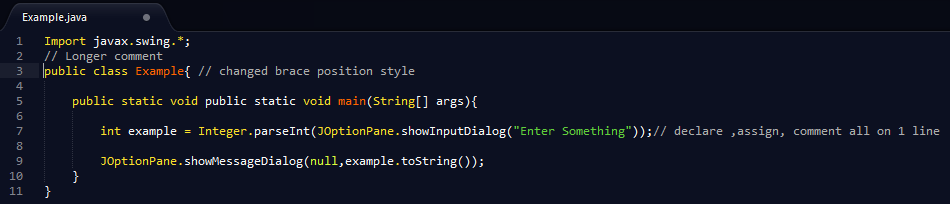 Example.java
1 Import javax.swing.*;
2 // Longer comment
3 public class Example{ // changed brace position style
4
5 public static void public static void main(String[] args){
6
7 int example = Integer.parseInt(JOptionPane.showInputDialog("Enter Something"));// declare ,assign, comment all on 1 line
8
9 JOptionPane.showMessageDialog(null,example.toString());
10 }
11 }